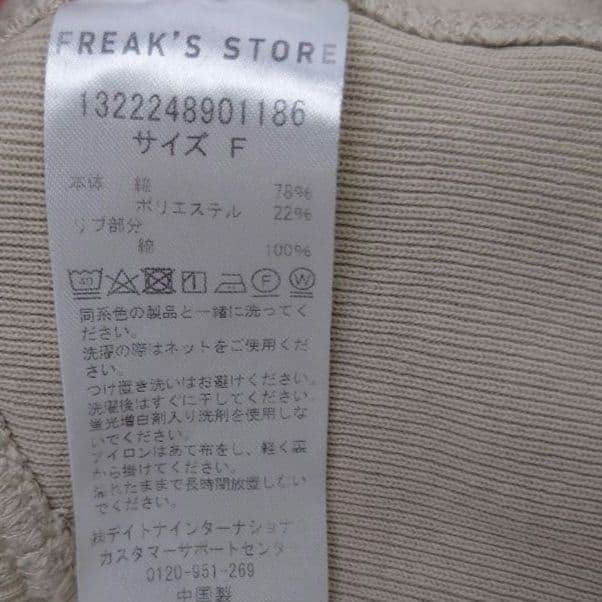 FREAK'S STORE
1322248901186
サイズ F
本体 綿 78%
ポリエステル 22%
リブ部分
綿 100%
40 F W
同系色の製品と一緒に洗ってく
ださい。
洗濯の際はネットをご使用くだ
さい。
つけ置き洗いはお避けください。
洗濯後はすぐに干してください。
蛍光増白剤入り洗剤を使用しな
いでください。
アイロンはあて布をし、軽く裏
から掛けてください。
濡れたままで長時間放置しない
で下さい。
㈱デイトナインターナショナル
カスタマーサポートセンター
0120-951-269
中国製